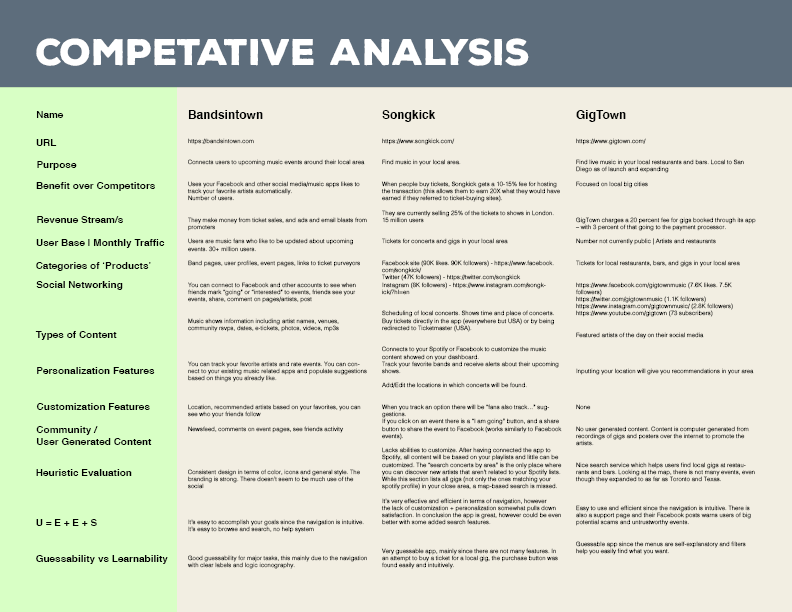 COMPETATIVE ANALYSIS
Name
Bandsintown
Songkick
GigTown
URL
https://bandsintown.com
https://www.songkick.com/
https://www.gigtown.com/
Purpose
Connects users to upcoming music events around their local area
Find music in your local area.
Find live music in your local restaurants and bars. Local to San
Diego as of launch and expanding
Benefit over Competitors
Uses your Facebook and other social media/music apps likes to
track your favorite artists automatically.
Number of users.
When people buy tickets, Songkick gets a 10-15% fee for hosting
the transaction (this allows them to earn 20X what they would have
earned if they referred to ticket-buying sites).
Focused on local big cities
Revenue Stream/s
They make money from ticket sales, and ads and email blasts from
promoters
They are currently selling 25% of the tickets to shows in London.
15 million users
GigTown charges a 20 percent fee for gigs booked through its app
– with 3 percent of that going to the payment processor.
User Base | Monthly Traffic
Users are music fans who like to be updated about upcoming
events. 30+ million users.
Tickets for concerts and gigs in your local area
Number not currently public | Artists and restaurants
Categories of ‘Products’
Band pages, user profiles, event pages, links to ticket purveyors
Facebook site (90K likes. 90K followers) - https://www.facebook.
com/songkick/
Twitter (47K followers) - https://twitter.com/songkick
Instagram (8K followers) - https://www.instagram.com/songk-
ick/?hl=en
Tickets for local restaurants, bars, and gigs in your local area
Social Networking
You can connect to Facebook and other accounts to see when
friends mark "going" or "interested" to events, friends see your
events, share, comment on pages/artists, post
https://www.facebook.com/gigtownmusic (7.6K likes. 7.5K
followers)
https://twitter.com/gigtownmusic (1.1K followers)
https://www.instagram.com/gigtownmusic/ (2.8K followers)
https://www.youtube.com/gigtown (73 subscribers)
Types of Content
Music shows information including artist names, venues,
community rsvps, dates, e-tickets, photos, videos, mp3s
Scheduling of local concerts. Shows time and place of concerts.
Buy tickets directly in the app (everywhere but USA) or by being
redirected to Ticketmaster (USA).
Featured artists of the day on their social media
Personalization Features
You can track your favorite artists and rate events. You can con-
nect to your existing music related apps and populate suggestions
based on things you already like.
Connects to your Spotify or Facebook to customize the music
content showed on your dashboard.
Track your favorite bands and receive alerts about their upcoming
shows.
Add/Edit the locations in which concerts will be found.
Inputing your location will give you recommendations in your area
Customization Features
Location, recommended artists based on your favorites, you can
see who your friends follow
When you track an option there will be "fans also track…" sug-
gestions.
None
Community /
User Generated Content
Newsfeed, comments on event pages, see friends activity
If you click on an event there is a "I am going" button, and a share
button to share the event to Facebook (works similarly to Facebook
events).
No user generated content. Content is computer generated from
recordings of gigs and posters over the internet to promote the
artists.
Heuristic Evaluation
Consistent design in terms of color, icons and general style. The
branding is strong. There doesn't seem to be much use of the
social
Lacks abilities to customize. After having connected the app to
Spotify, all content will be based on your playlists and little can be
customized. The "search concerts by area" is the only place where
you can discover new artists that aren't related to your spotify likes.
While this section lists all gigs (not only the ones matching your
spotify profile) in your close area, a map-based search is missed.
Nice search service which helps users find local gigs at restau-
rants and bars. Looking at the map, there is not many events, even
though they expanded to as far as Toronto and Texas.
U = E + E + S
It's easy to accomplish your goals since the navigation is intuitive.
It's easy to browse and search, no help system
It's very effective and efficient in terms of navigation, however
the lack of customization + personalization somewhat pulls down
satisfaction. In conclusion the app is great, however could be even
better with some added search features.
Easy to use and efficient since the navigation is intuitive. There is
also a support page and their Facebook posts warns users of big
potential scams and untrustworthy events.
Guessability vs Learnability
Good guessability for major tasks, this mainly due to the navigation
with clear labels and logic iconography.
Very guessable app, mainly since there are not many features. In
an attempt to buy a ticket for a local gig, the purchase button was
found easily and intuitively.
Guessable app since the menus are self-explanatory and filters
help you easily find what you want.